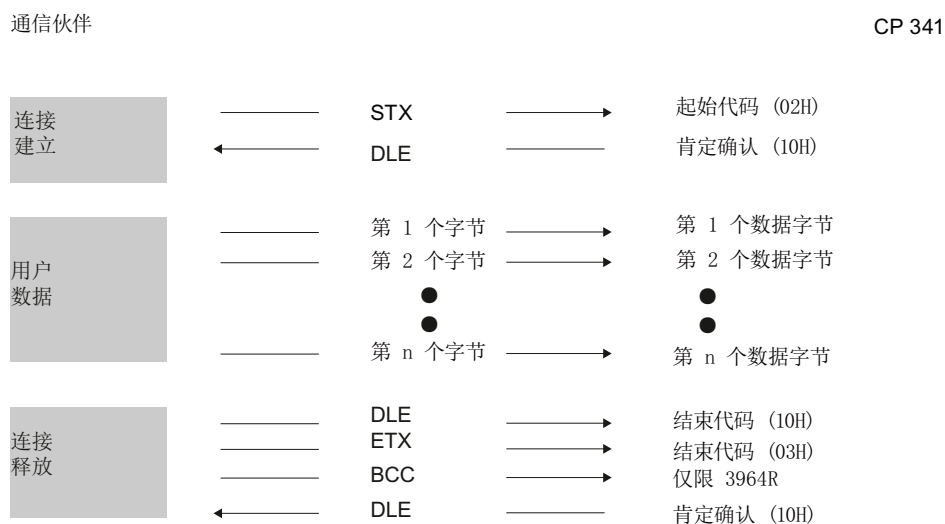 通信伙伴 CP 341
连接
建立
STX 起始代码 (02H)
DLE 肯定确认 (10H)
用户
数据
第 1 个字节 第 1 个数据字节
第 2 个字节 第 2 个数据字节
第 n 个字节 第 n 个数据字节
连接
释放
DLE 结束代码 (10H)
ETX 结束代码 (03H)
BCC 仅限 3964R
DLE 肯定确认 (10H)